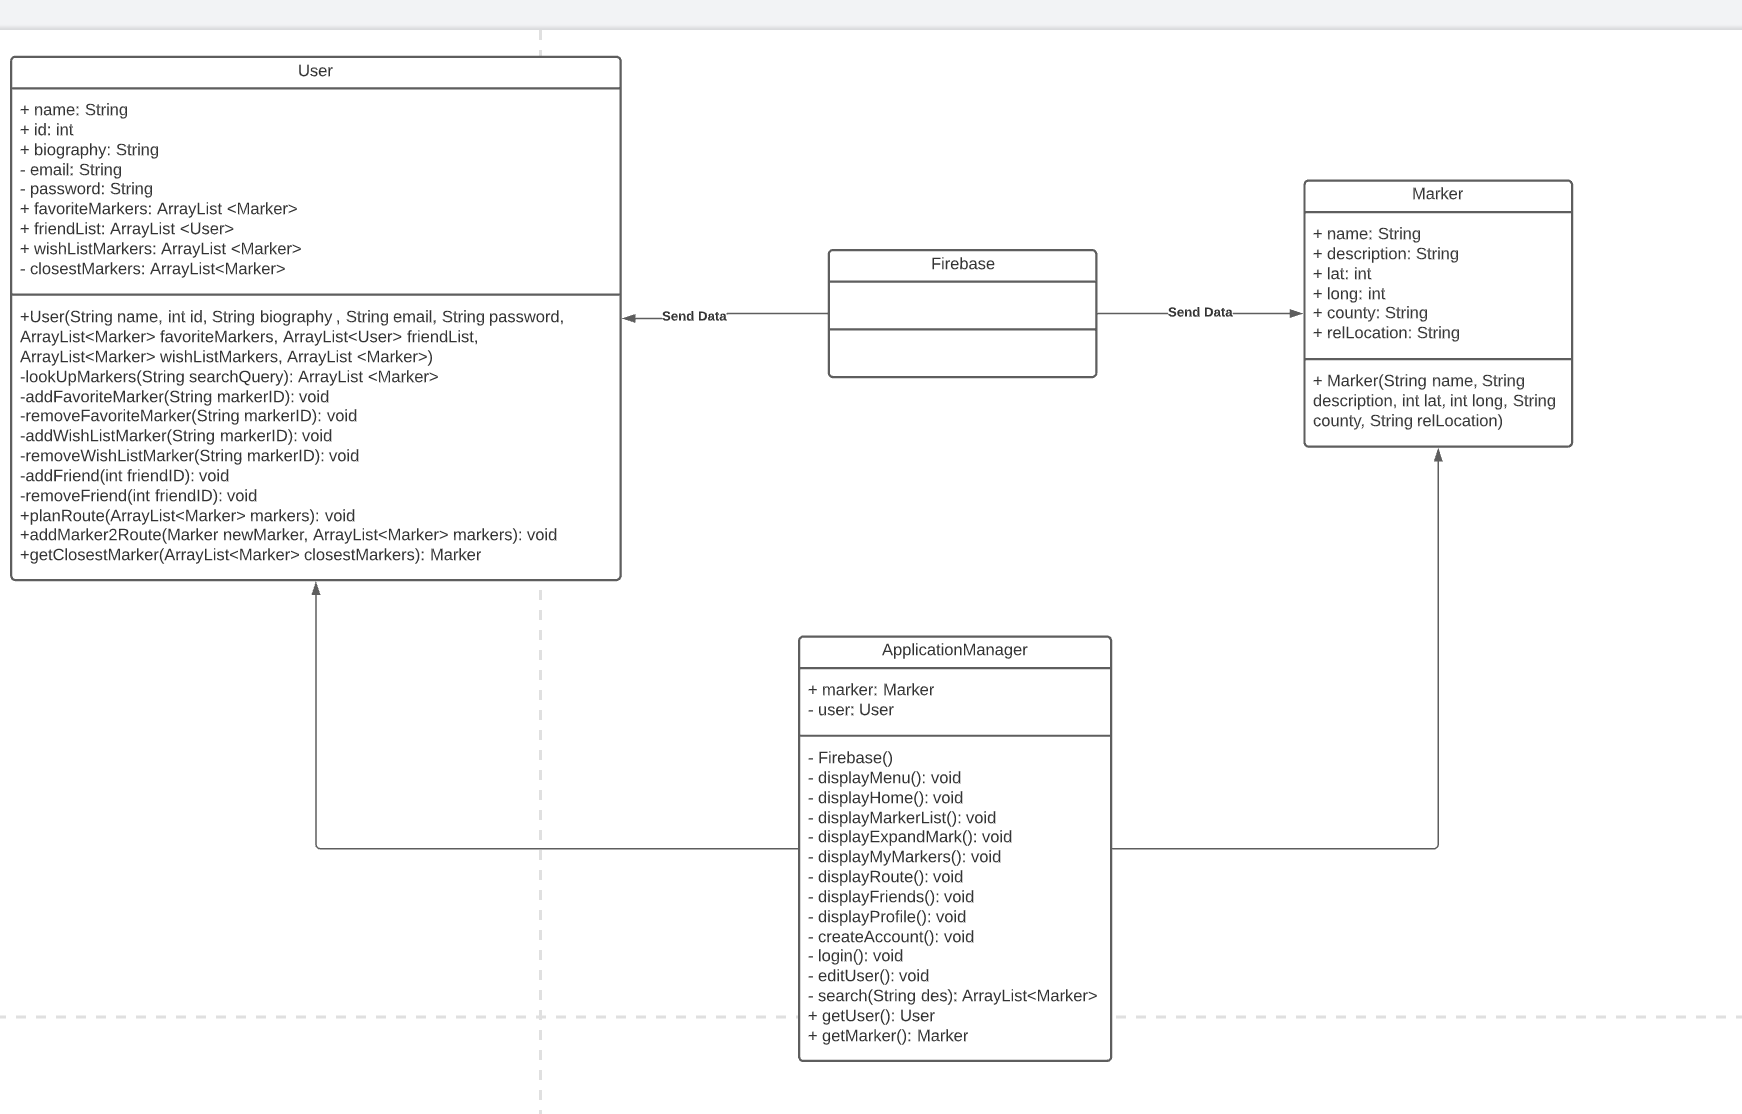 User
+ name: String
+ id: int
+ biography: String
- email: String
- password: String
+ favoriteMarkers: ArrayList <Marker>
+ friendList: ArrayList <User>
+ wishListMarkers: ArrayList <Marker>
- closestMarkers: ArrayList<Marker>
+User(String name, int id, String biography , String email, String password,
ArrayList<Marker> favoriteMarkers, ArrayList<User> friendList,
ArrayList<Marker> wishListMarkers, ArrayList <Marker>)
-lookUpMarkers(String searchQuery): ArrayList <Marker>
-addFavoriteMarker(String markerID): void
-removeFavoriteMarker(String markerID): void
-addWishListMarker(String markerID): void
-removeWishListMarker(String markerID): void
-addFriend(int friendID): void
-removeFriend(int friendID): void
+planRoute(ArrayList<Marker> markers): void
+addMarker2Route(Marker newMarker, ArrayList<Marker> markers): void
+getClosestMarker(ArrayList<Marker> closestMarkers): Marker
Send Data
Firebase
Send Data
Marker
+ name: String
+ description: String
+ lat: int
+ long: int
+ county: String
+ relLocation: String
+ Marker(String name, String
description, int lat, int long, String
county, String relLocation)
ApplicationManager
+ marker: Marker
- user: User
- Firebase()
- displayMenu(): void
- displayHome(): void
- displayMarkerList(): void
- displayExpandMark(): void
- displayMyMarkers(): void
- displayRoute(): void
- displayFriends(): void
- displayProfile(): void
- createAccount(): void
- login(): void
- editUser(): void
- search(String des): ArrayList<Marker>
+ getUser(): User
+ getMarker(): Marker